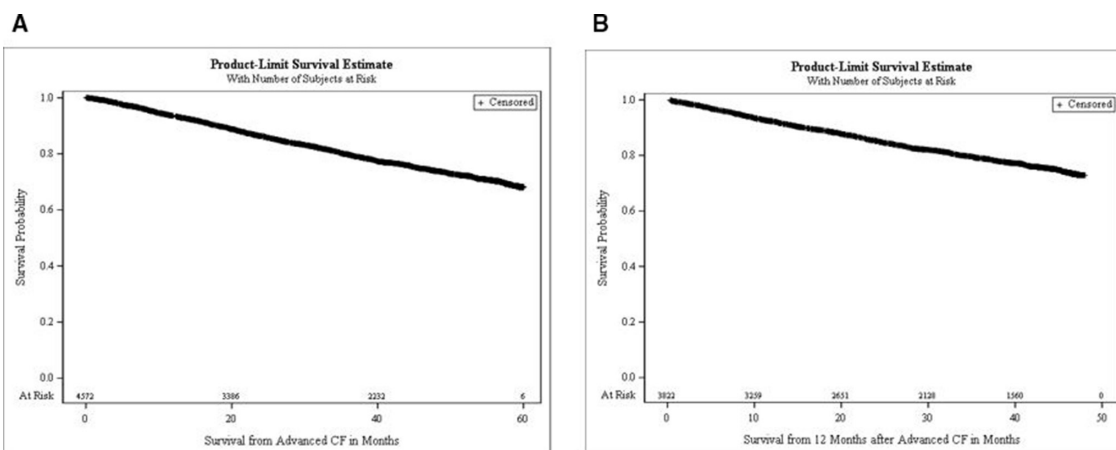 A
Product-Limit Survival Estimate
With Number of Subjects at Risk
+ Censored
1.0
0.8
0.6
0.4
0.2
0.0
Survival Probability
At Risk 4572 3386 2232 6
0 20 40 60
Survival from Advanced CF in Months
B
Product-Limit Survival Estimate
With Number of Subjects at Risk
+ Censored
1.0
0.8
0.6
0.4
0.2
0.0
Survival Probability
At Risk 3822 3259 2651 2128 1560 0
0 10 20 30 40 50
Survival from 12 Months after Advanced CF in Months